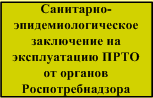 Санитарно-
эпидемиологическое
заключение на
эксплуатацию ПРТО
от органов
Роспотребнадзора